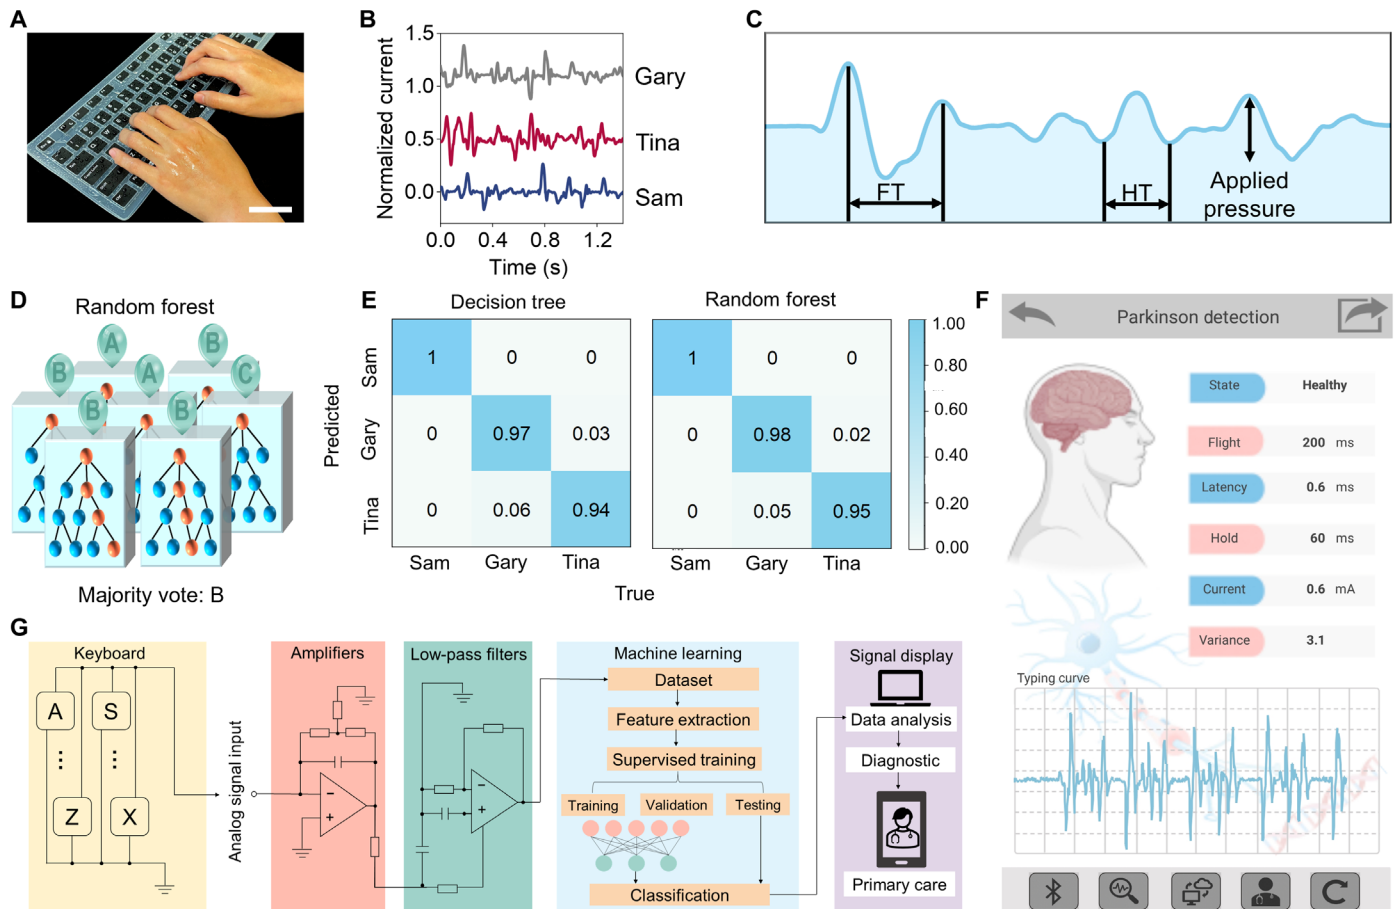 A
B
1.5
1.0
0.5
0.0
Normalized current
Gary
Tina
Sam
0.0 0.4 0.8 1.2
Time (s)
C
FT
HT
Applied
pressure
D
Random forest
A
B
B
A
C
B
B
Majority vote: B
E
Decision tree
Random forest
Predicted
Sam
Gary
Tina
1 0 0
0 0.97 0.03
0 0.06 0.94
Sam Gary Tina
1 0 0
0 0.98 0.02
0 0.05 0.95
Sam Gary Tina
True
1.00
0.80
0.60
0.40
0.20
0.00
F
Parkinson detection
State Healthy
Flight 200 ms
Latency 0.6 ms
Hold 60 ms
Current 0.6 mA
Variance 3.1
Typing curve
G
Keyboard
A S
Z X
Analog signal input
Amplifiers
Low-pass filters
Machine learning
Dataset
Feature extraction
Supervised training
Training Validation Testing
Classification
Signal display
Data analysis
Diagnostic
Primary care